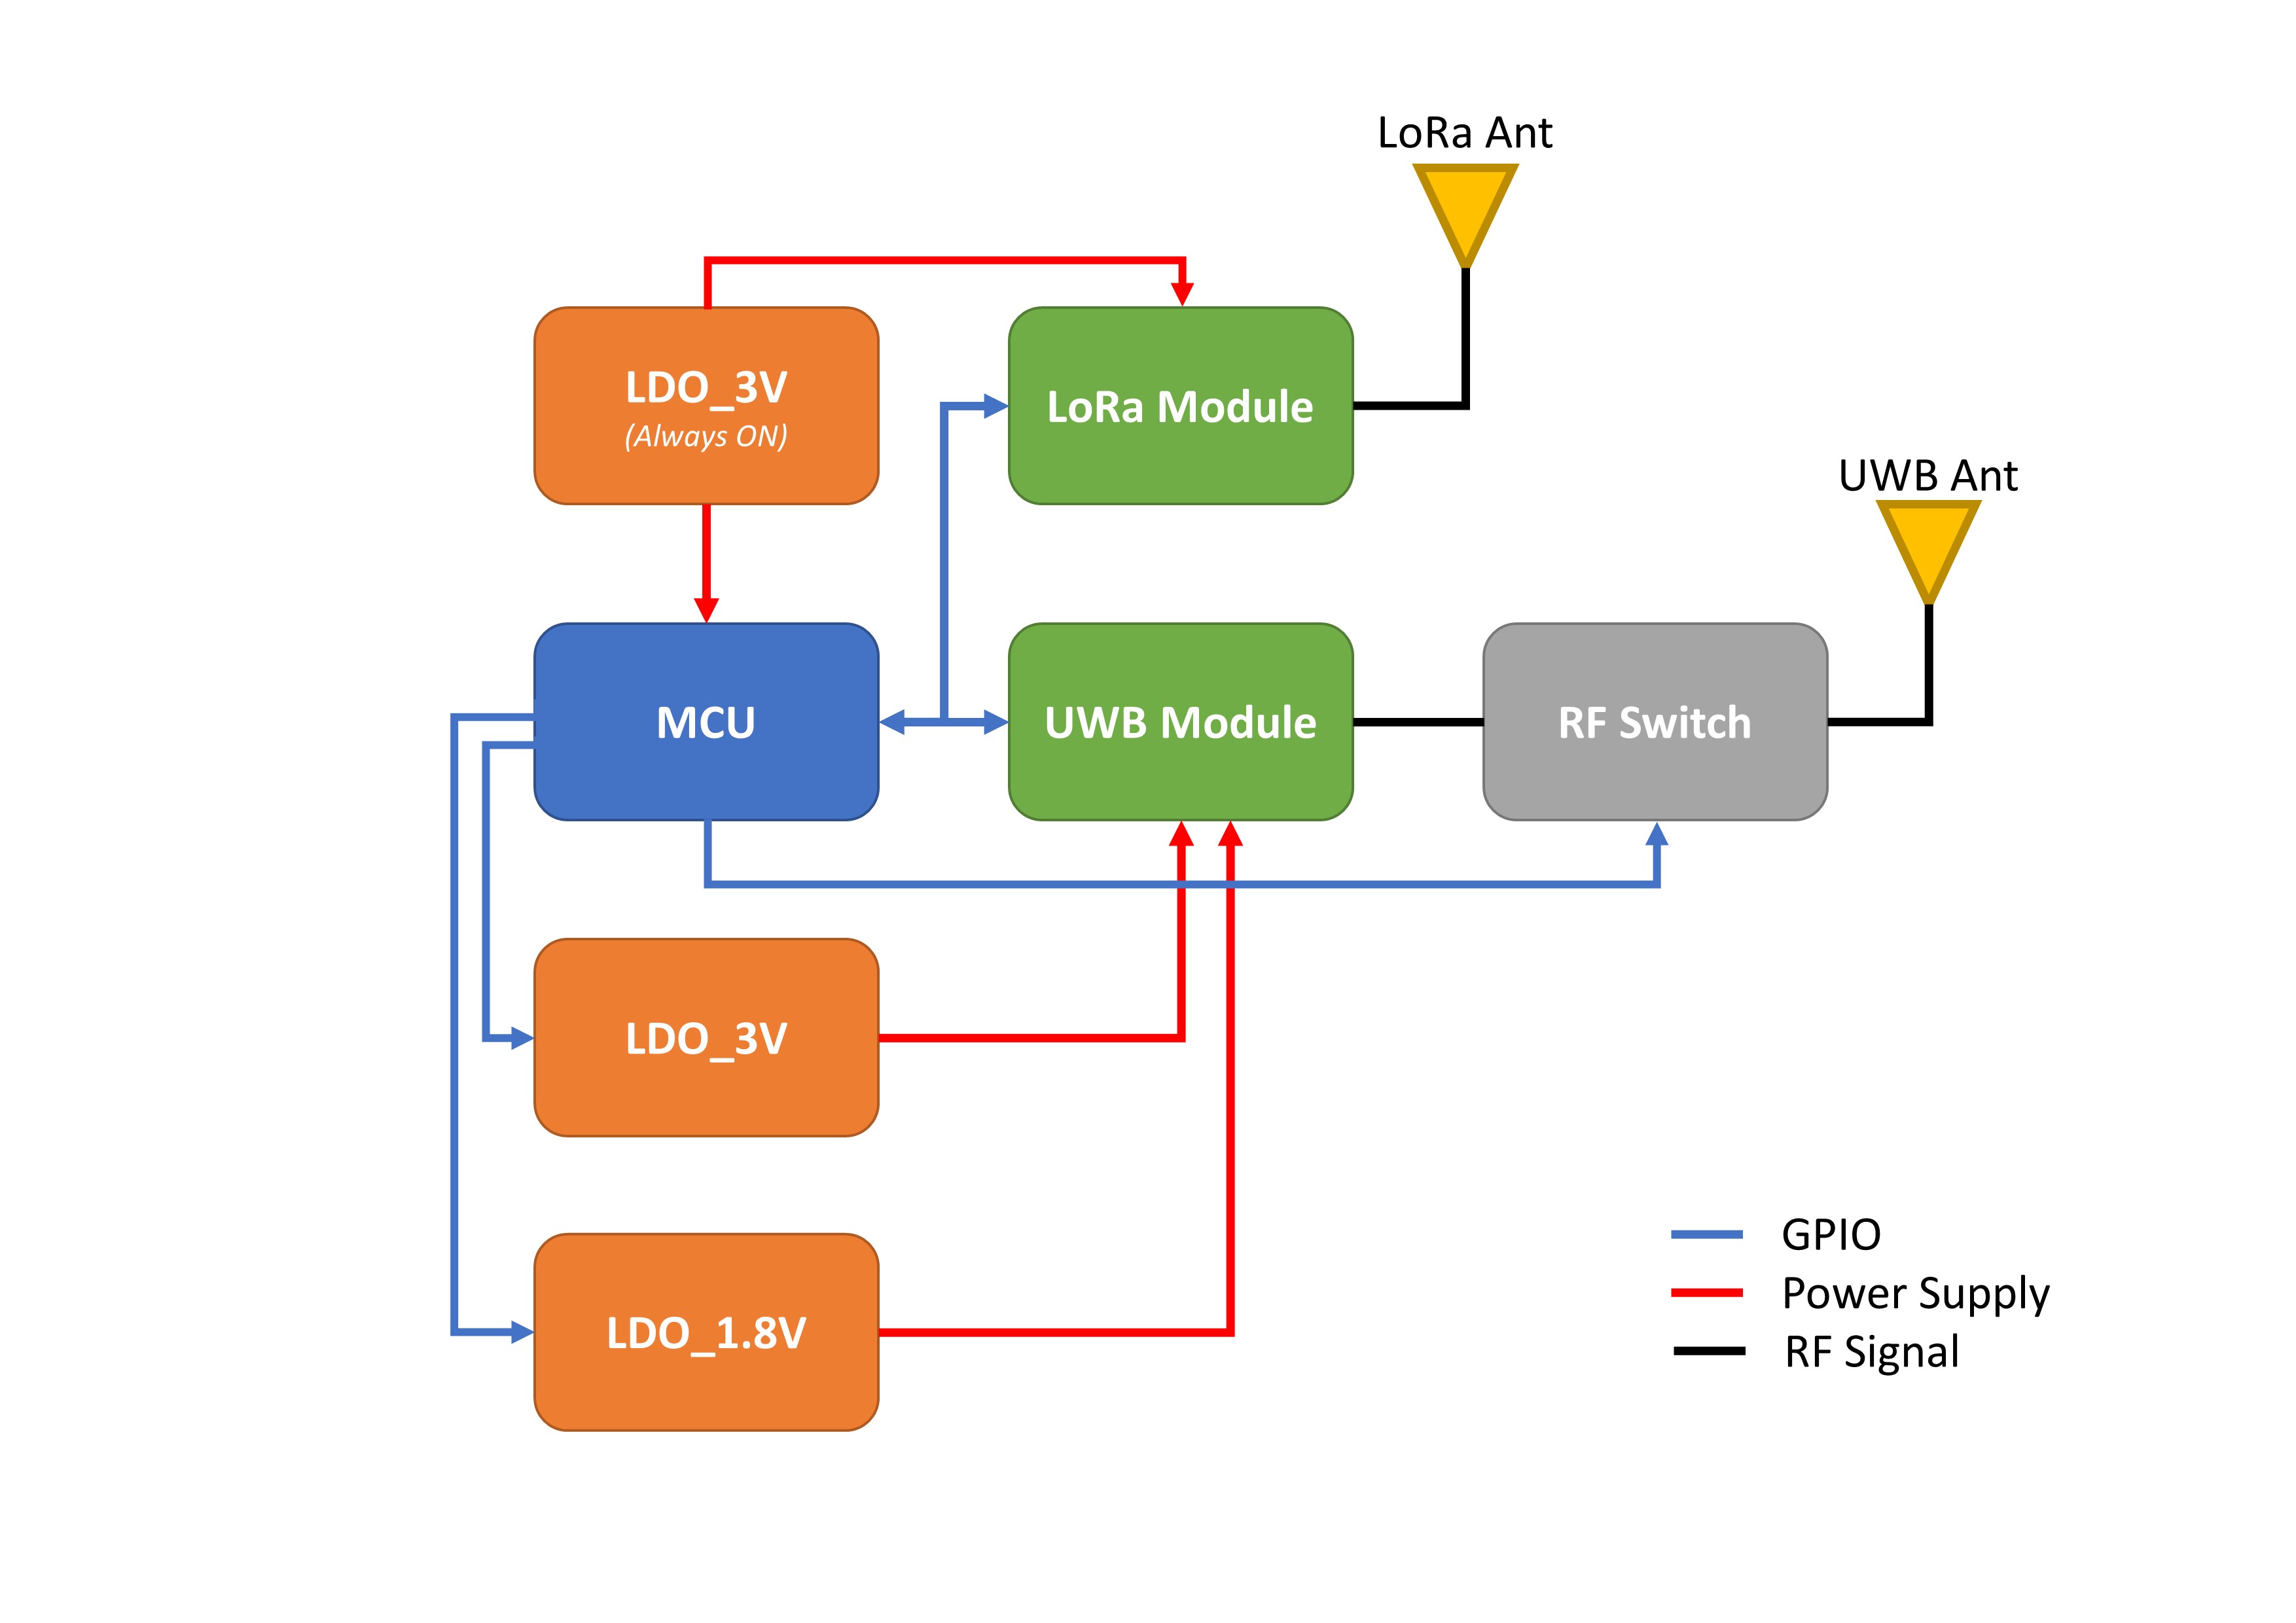 LoRa Ant
LDO_3V
(Always ON)
LoRa Module
UWB Ant
MCU
UWB Module
RF Switch
LDO_3V
LDO_1.8V
GPIO
Power Supply
RF Signal